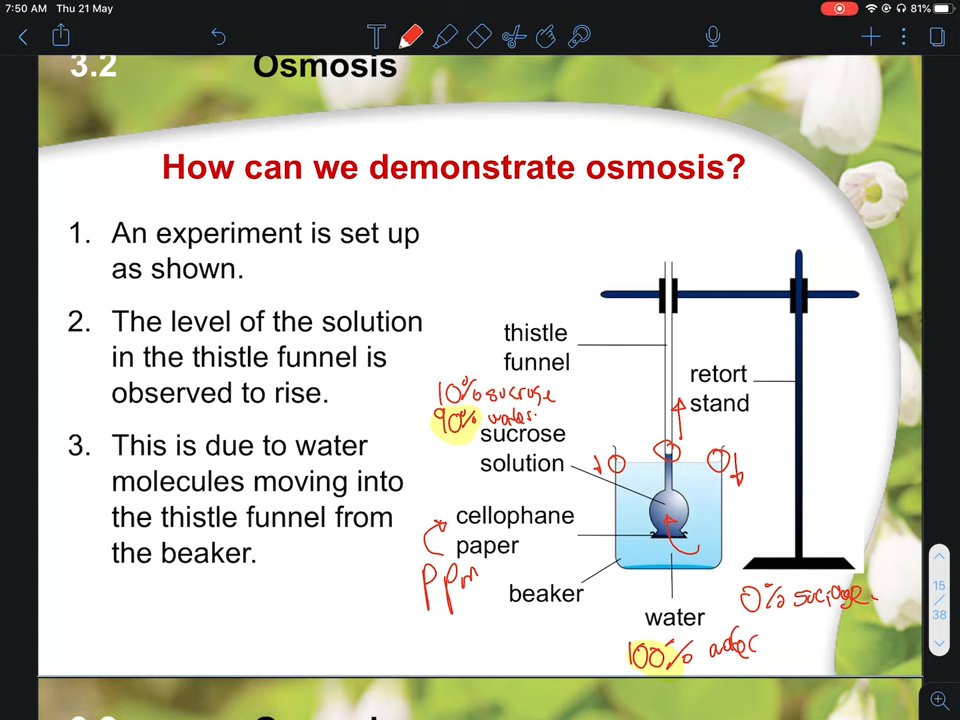 7:50 AM Thu 21 May
81%
3.2 Osmosis
How can we demonstrate osmosis?
1. An experiment is set up
as shown.
2. The level of the solution
in the thistle funnel is
observed to rise.
3. This is due to water
molecules moving into
the thistle funnel from
the beaker.
thistle
funnel
retort
stand
10% sucrose
90% water.
sucrose
solution
cellophane
paper
PPM
beaker
water
0% sucrose.
100% water
15
/
38